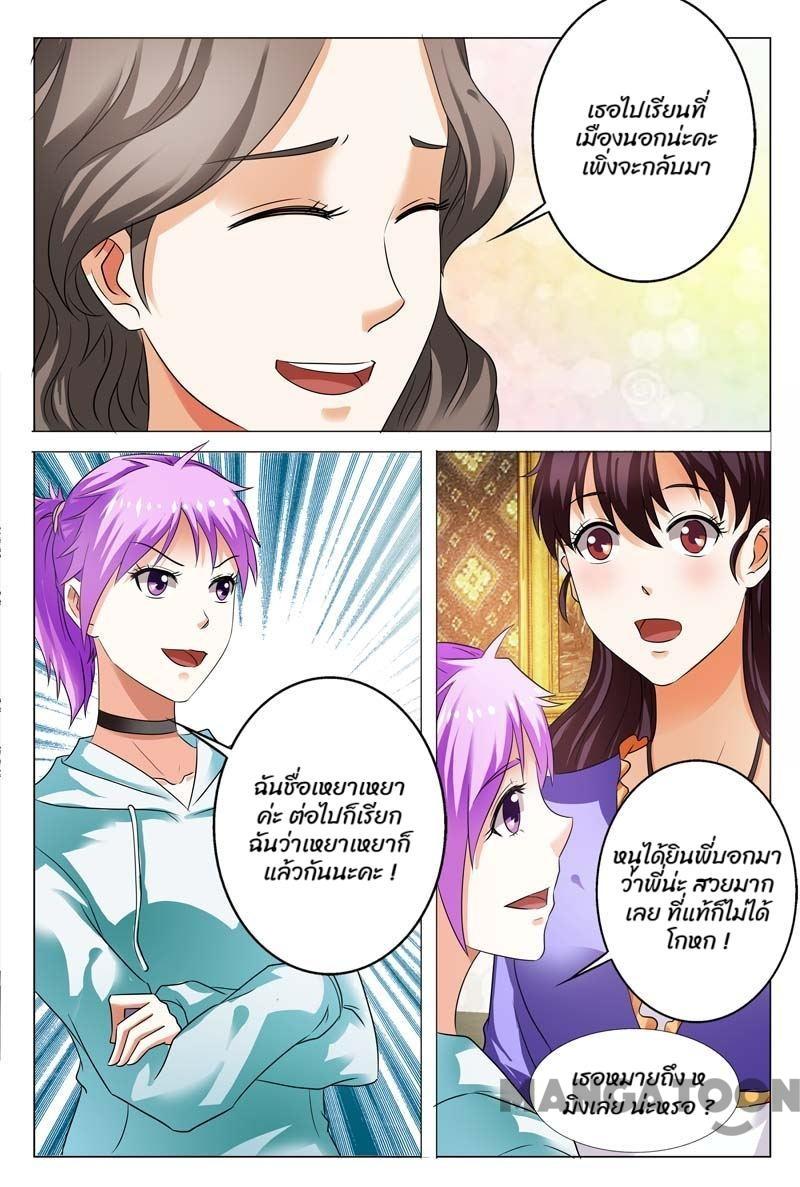 เธอไปเรียนที่
เมืองนอกน่ะคะ
เพิ่งจะกลับมา
ฉันชื่อเหยาเหยา
ค่ะ ต่อไปก็เรียก
ฉันว่าเหยาเหยาก็
แล้วกันนะคะ !
หนูได้ยินพี่บอกมา
ว่าพี่น่ะ สวยมาก
เลย ที่แท้ก็ไม่ได้
โกหก !
เธอหมายถึง ห
มิงเลย น่ะหรอ ?
MANGATOON